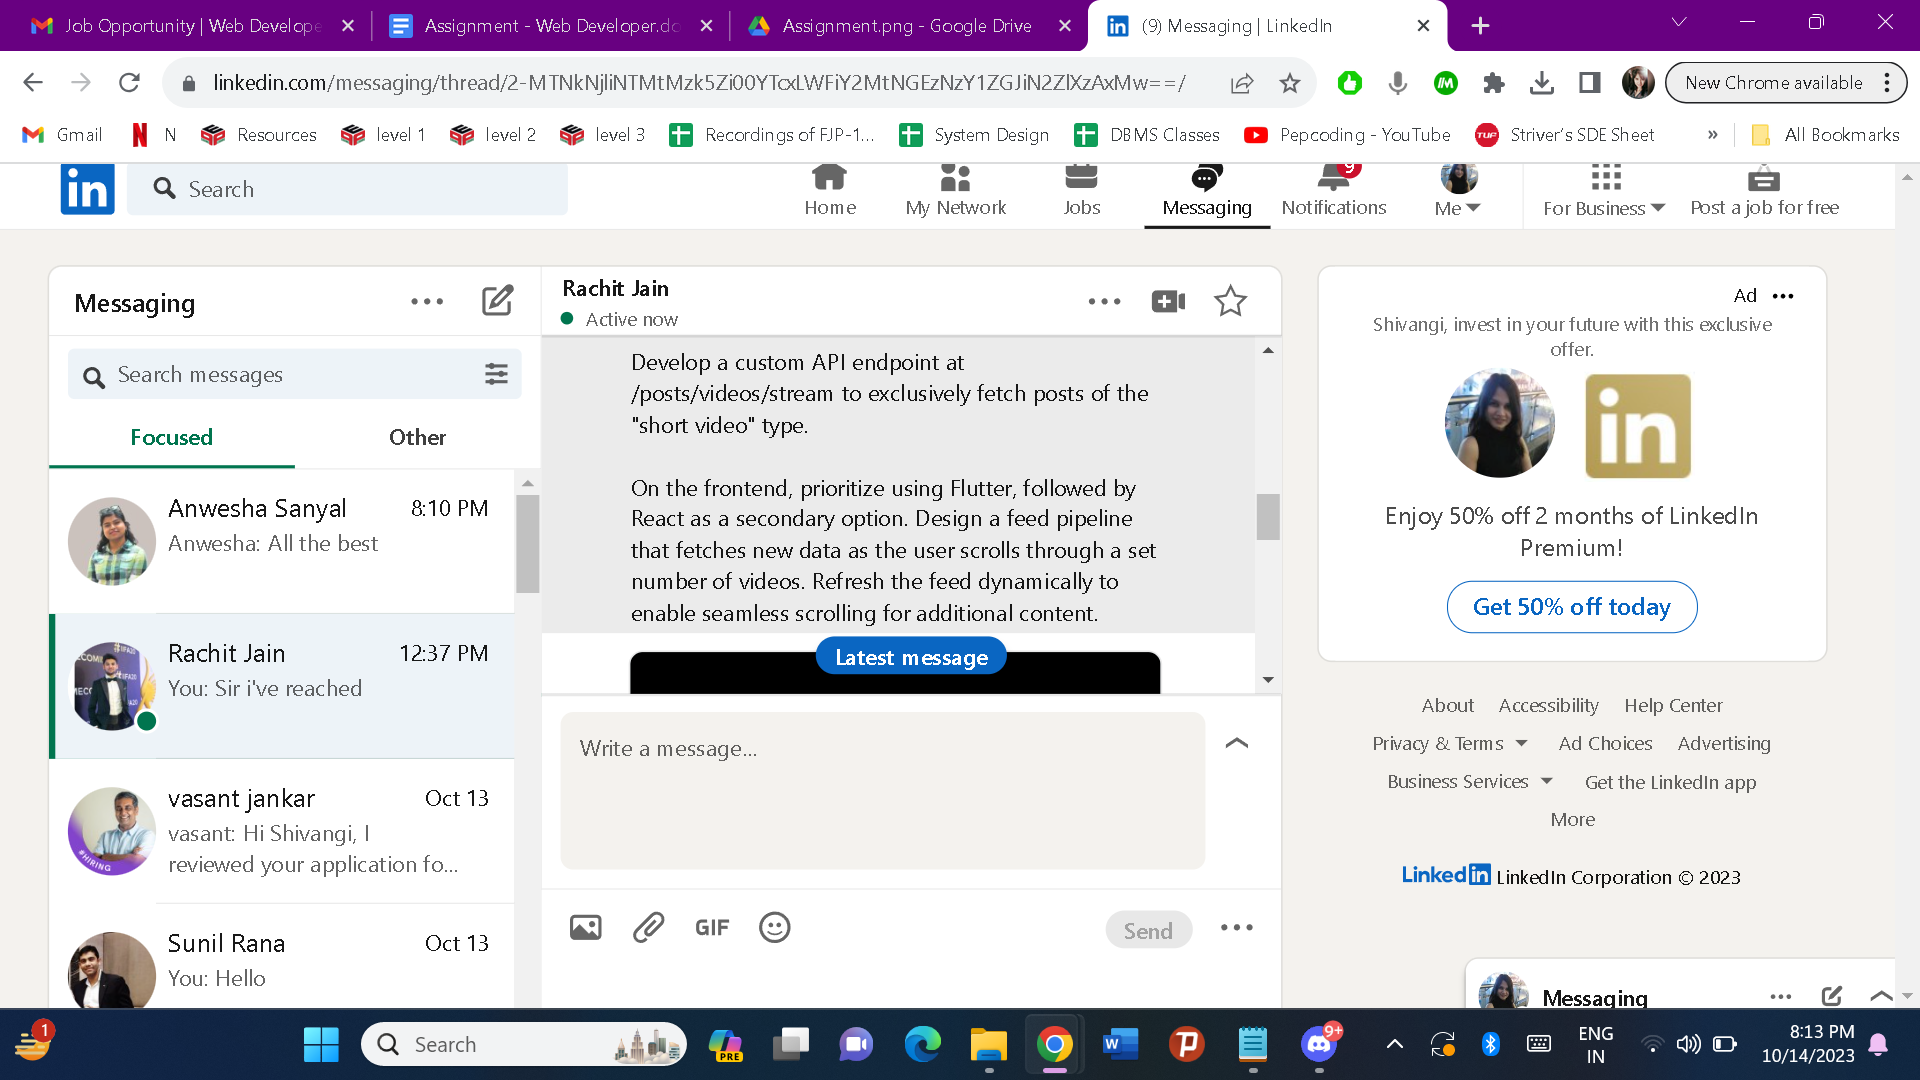 Job Opportunity | Web Develope
Assignment - Web Developer.do
Assignment.png - Google Drive
(9) Messaging | LinkedIn
linkedin.com/messaging/thread/2-MTNkNjliNTMtMzk5Zi00YTcxLWFiY2MtNGEzNzY1ZGJiN2ZlXzAxMw==/
New Chrome available
Gmail
N
Resources
level 1
level 2
level 3
Recordings of FJP-1...
System Design
DBMS Classes
Pepcoding - YouTube
TUF
Striver's SDE Sheet
»
All Bookmarks
in
Search
Home
My Network
Jobs
Messaging
9
Notifications
Me
For Business
Post a job for free
Messaging
Search messages
Focused
Other
Anwesha Sanyal
8:10 PM
Anwesha: All the best
Rachit Jain
12:37 PM
You: Sir i've reached
vasant jankar
Oct 13
vasant: Hi Shivangi, I
reviewed your application fo...
#HIRING
Sunil Rana
Oct 13
You: Hello
Rachit Jain
Active now
Develop a custom API endpoint at
/posts/videos/stream to exclusively fetch posts of the
"short video" type.
On the frontend, prioritize using Flutter, followed by
React as a secondary option. Design a feed pipeline
that fetches new data as the user scrolls through a set
number of videos. Refresh the feed dynamically to
enable seamless scrolling for additional content.
Latest message
Write a message...
GIF
Send
Ad
Shivangi, invest in your future with this exclusive
offer.
in
Enjoy 50% off 2 months of LinkedIn
Premium!
Get 50% off today
About
Accessibility
Help Center
Privacy & Terms
Ad Choices
Advertising
Business Services
Get the LinkedIn app
More
LinkedIn LinkedIn Corporation © 2023
Messaging
1
Search
PRE
9+
ENG
IN
8:13 PM
10/14/2023